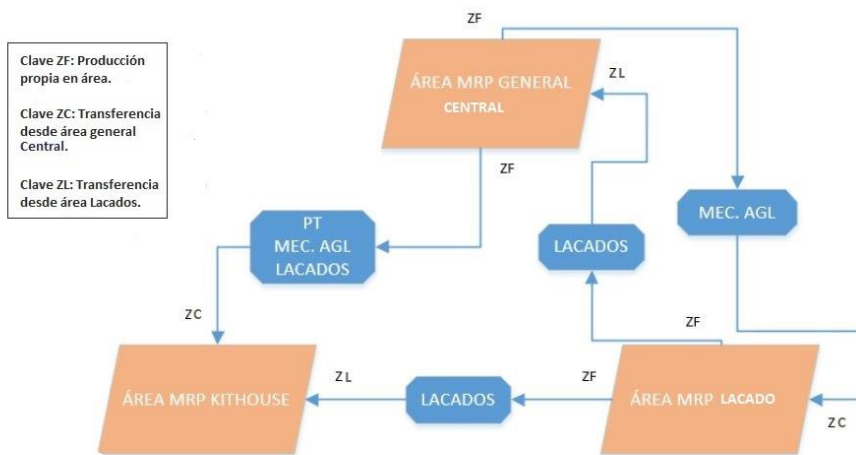 Clave ZF: Producción
propia en área.
Clave ZC: Transferencia
desde área general
Central.
Clave ZL: Transferencia
desde área Lacados.
ZF
ÁREA MRP GENERAL
CENTRAL
ZL
ZF
PT
MEC. AGL
LACADOS
LACADOS
MEC. AGL
ZC
ZF
ÁREA MRP KITHOUSE
ZL
LACADOS
ZF
ÁREA MRP LACADO
ZC